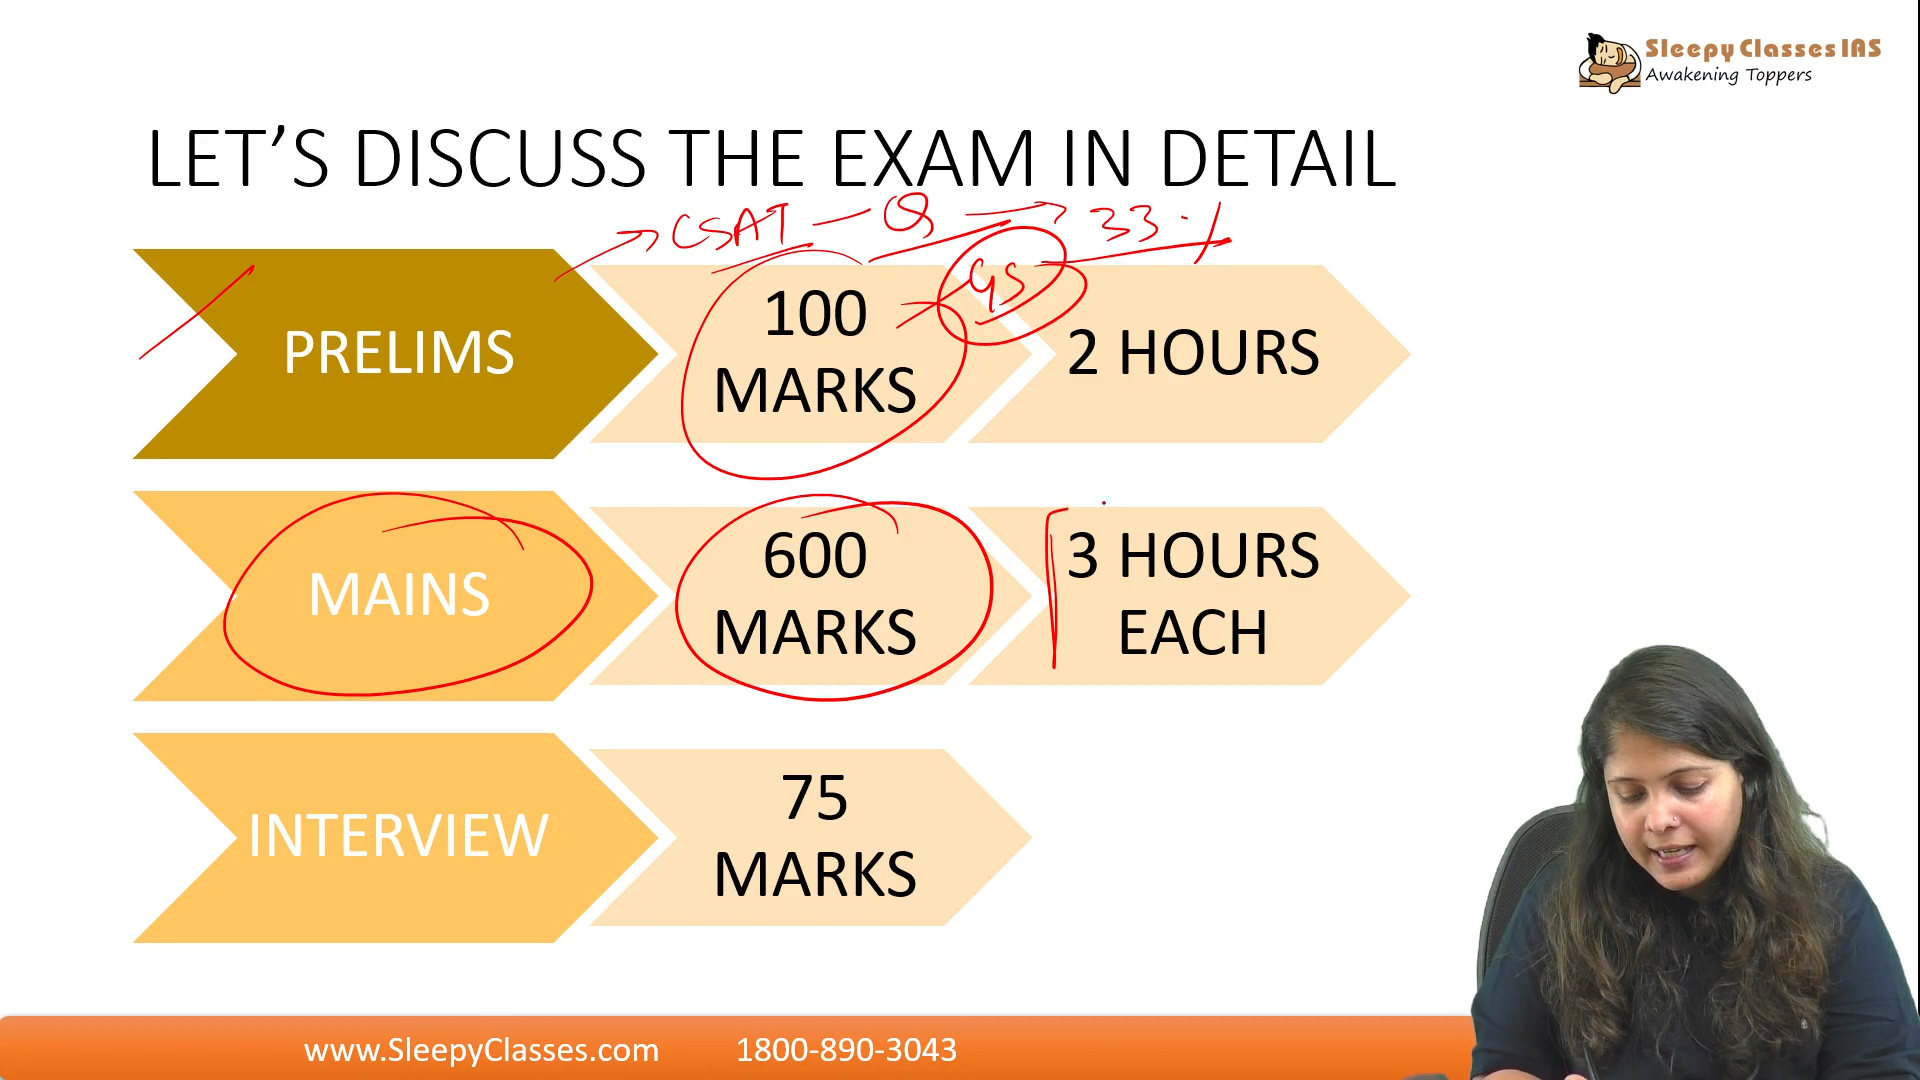 Sleepy Classes IAS
Awakening Toppers
LET’S DISCUSS THE EXAM IN DETAIL
CSAT – Q → 33%
GS
PRELIMS
100
MARKS
2 HOURS
MAINS
600
MARKS
3 HOURS
EACH
INTERVIEW
75
MARKS
www.SleepyClasses.com 1800-890-3043